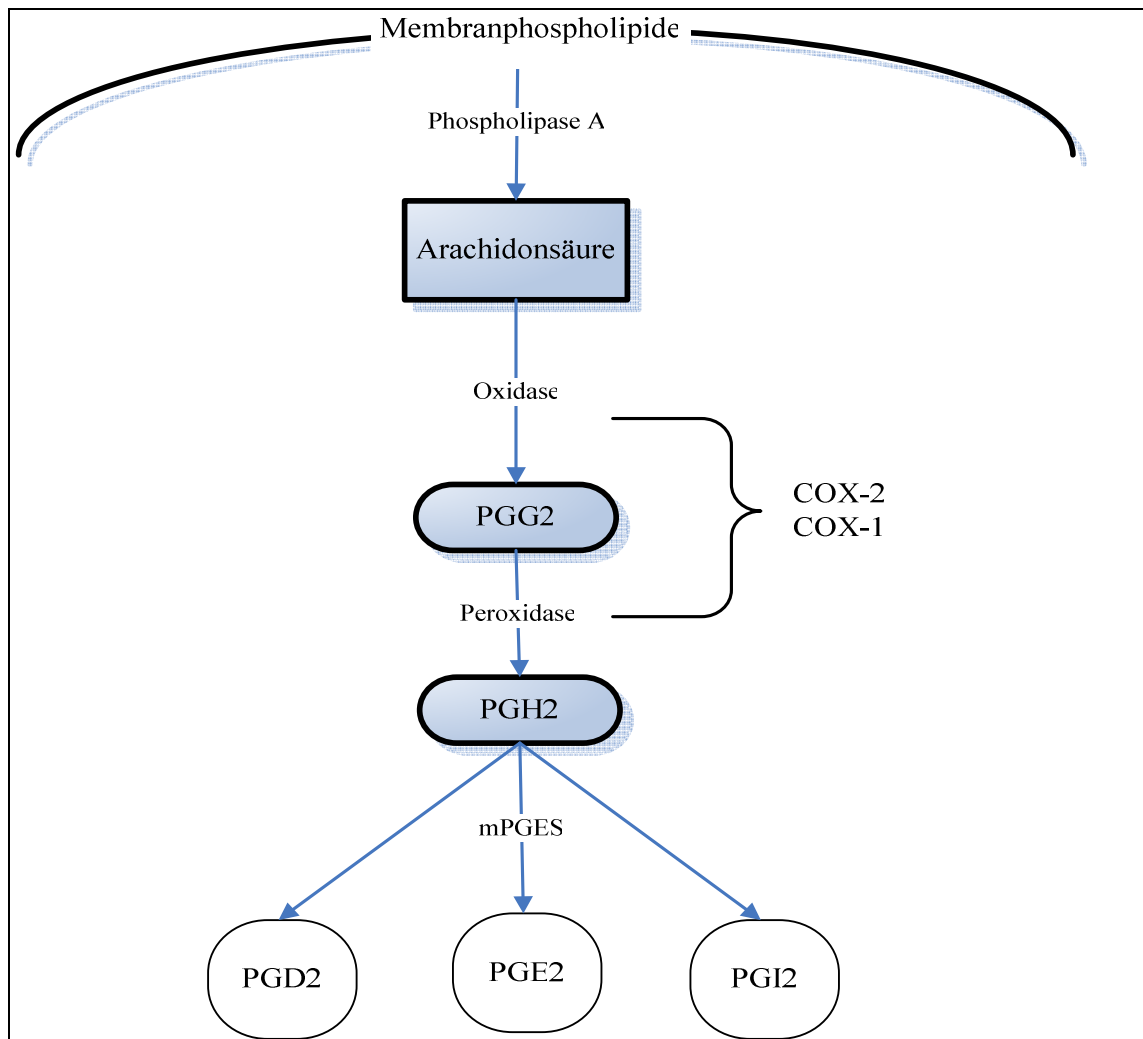 Membranphospholipide
Phospholipase A
Arachidonsäure
Oxidase
COX-2
COX-1
PGG2
Peroxidase
PGH2
mPGES
PGD2
PGE2
PGI2